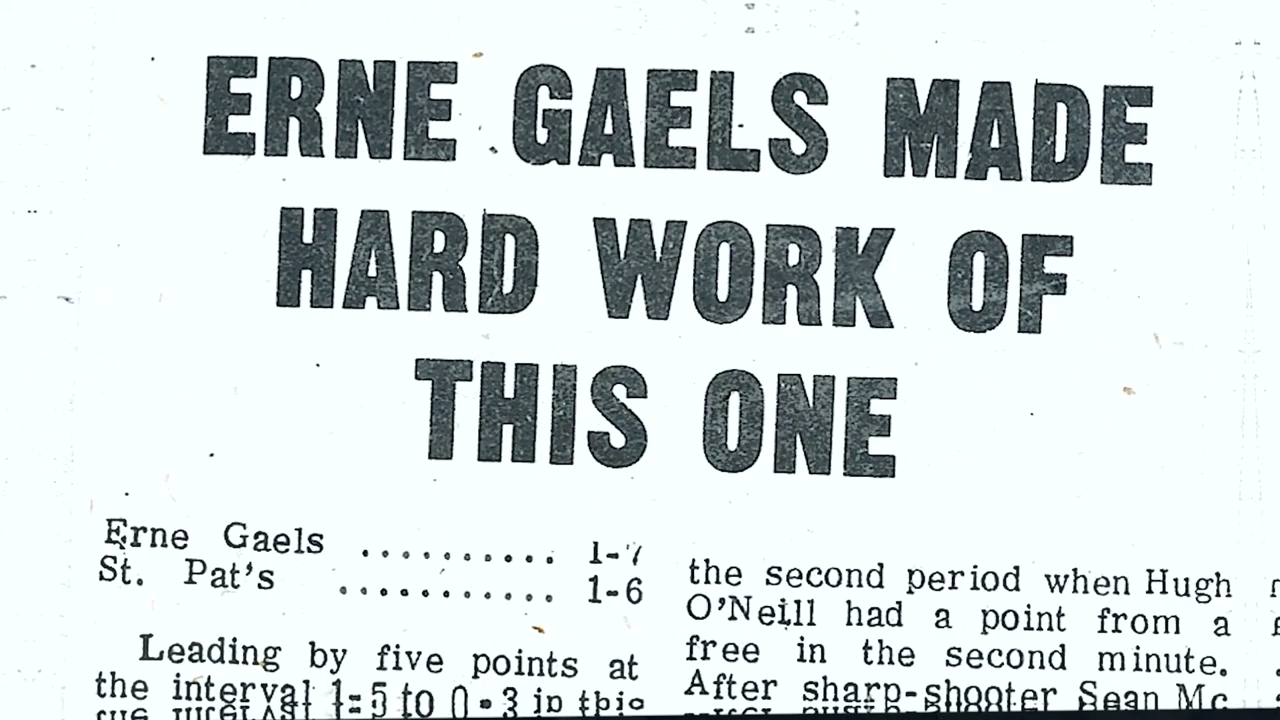 ERNE GAELS MADE
HARD WORK OF
THIS ONE
Erne Gaels .......... 1-7
St. Pat's ........... 1-6
Leading by five points at
the interval 1-5 to 0-3 in this
the second period when Hugh
O'Neill had a point from a
free in the second minute.
After sharp-shooter Sean Mc